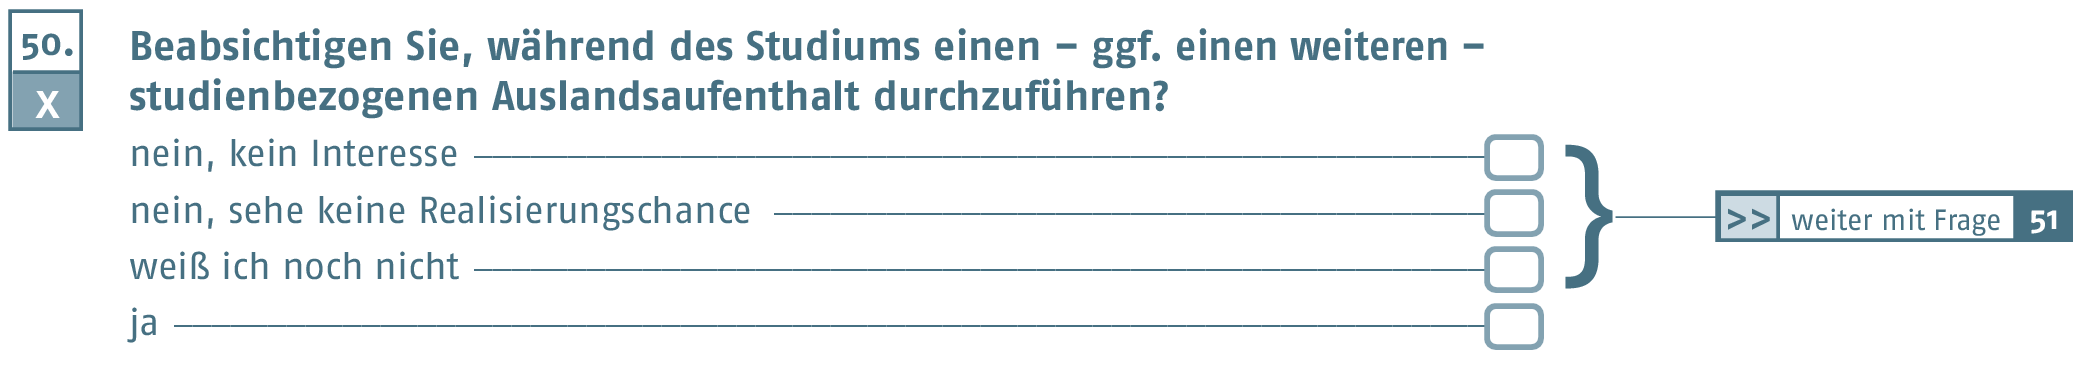 50. Beabsichtigen Sie, während des Studiums einen – ggf. einen weiteren –
X studienbezogenen Auslandsaufenthalt durchzuführen?
nein, kein Interesse
nein, sehe keine Realisierungschance
>> weiter mit Frage 51
weiß ich noch nicht
ja